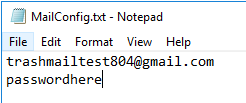 MailConfig.txt - Notepad
File Edit Format View Help
trashmailtest804@gmail.com
passwordhere